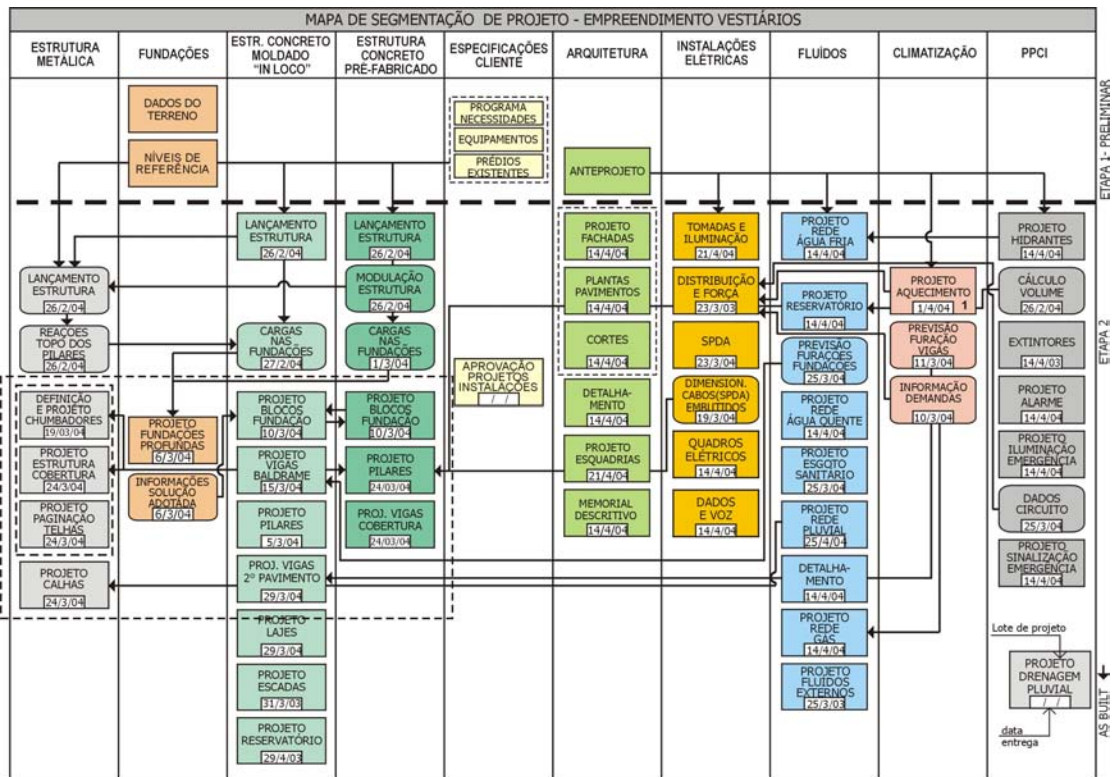 MAPA DE SEGMENTAÇÃO DE PROJETO - EMPREENDIMENTO VESTIÁRIOS
ESTRUTURA
METÁLICA
DADOS DO
TERRENO
NÍVEIS DE
REFERÊNCIA
LANÇAMENTO
ESTRUTURA
26/2/04
REAÇÕES
TOPO DOS
PILARES
26/2/04
DEFINIÇÃO
E PROJÉTO
CHUMBADORES
19/03/04
PROJETO
ESTRUTURA
COBERTURA
24/3/04
PROJETO
PAGINAÇÃO
TELHAS
24/3/04
PROJETO
CALHAS
24/3/04
FUNDAÇÕES
PROJETO
FUNDAÇÕES
PROFUNDAS
6/3/04
INFORMAÇÕES
SOLUÇÃO
ADOTADA
6/3/04
ESTR. CONCRETO
MOLDADO
"IN LOCO"
LANÇAMENTO
ESTRUTURA
26/2/04
CARGAS
NAS
FUNDAÇÕES
27/2/04
PROJETO
BLOCOS
FUNDAÇÃO
10/3/04
PROJETO
VIGAS
BALDRAME
15/3/04
PROJETO
PILARES
5/3/04
PROJ. VIGAS
2º PAVIMENTO
29/3/04
PROJETO
LAJES
29/3/04
PROJETO
ESCADAS
31/3/03
PROJETO
RESERVATÓRIO
29/4/03
ESTRUTURA
CONCRETO
PRÉ-FABRICADO
LANÇAMENTO
ESTRUTURA
26/2/04
MODULAÇÃO
ESTRUTURA
26/2/04
CARGAS
NAS
FUNDAÇÕES
1/3/04
PROJETO
BLOCOS
FUNDAÇÃO
10/3/04
PROJETO
PILARES
24/03/04
PROJ. VIGAS
COBERTURA
24/03/04
ESPECIFICAÇÕES
CLIENTE
PROGRAMA
NECESSIDADES
EQUIPAMENTOS
PRÉDIOS
EXISTENTES
APROVAÇÃO
PROJETOS
INSTALAÇÕES
/ /
ARQUITETURA
ANTEPROJETO
PROJETO
FACHADAS
14/4/04
PLANTAS
PAVIMENTOS
14/4/04
CORTES
14/4/04
DETALHA-
MENTO
14/4/04
PROJETO
ESQUADRIAS
21/4/04
MEMORIAL
DESCRITIVO
14/4/04
INSTALAÇÕES
ELÉTRICAS
TOMADAS E
ILUMINAÇÃO
21/4/04
DISTRIBUIÇÃO
E FORÇA
23/3/03
SPDA
23/3/04
DIMENSION.
CABOS(SPDA)
EMBUTIDOS
19/3/04
QUADROS
ELÉTRICOS
14/4/04
DADOS
E VOZ
14/4/04
FLUÍDOS
PROJETO
REDE
ÁGUA FRIA
14/4/04
PROJETO
RESERVATÓRIO
14/4/04
PREVISÃO
FURAÇÕES
FUNDAÇÕES
25/3/04
PROJETO
REDE
ÁGUA QUENTE
14/4/04
PROJETO
ESGQTO
SANITÁRIO
25/3/04
PROJETO
REDE
PLUVIAL
25/4/04
DETALHA-
MENTO
14/4/04
PROJETO
REDE
GÁS
14/4/04
PROJETO
FLUÍDOS
EXTERNOS
25/3/03
CLIMATIZAÇÃO
PROJETO
AQUECIMENTO
1/4/04 1
PREVISÃO
FURAÇÃO
VIGAS
11/3/04
INFORMAÇÃO
DEMANDAS
10/3/04
PPCI
PROJETO
HIDRANTES
14/4/04
CÁLCULO
VOLUME
26/2/04
EXTINTORES
14/4/03
PROJETO
ALARME
14/4/04
PROJETO
ILUMINAÇÃO
EMERGÊNCIA
14/4/04
DADOS
CIRCUITO
25/3/04
PROJETO
SINALIZAÇÃO
EMERGÊNCIA
14/4/04
Lote de projeto
PROJETO
DRENAGEM
PLUVIAL
/ /
data
entrega
ETAPA 1- PRELIMINAR
ETAPA 2
AS BUILT